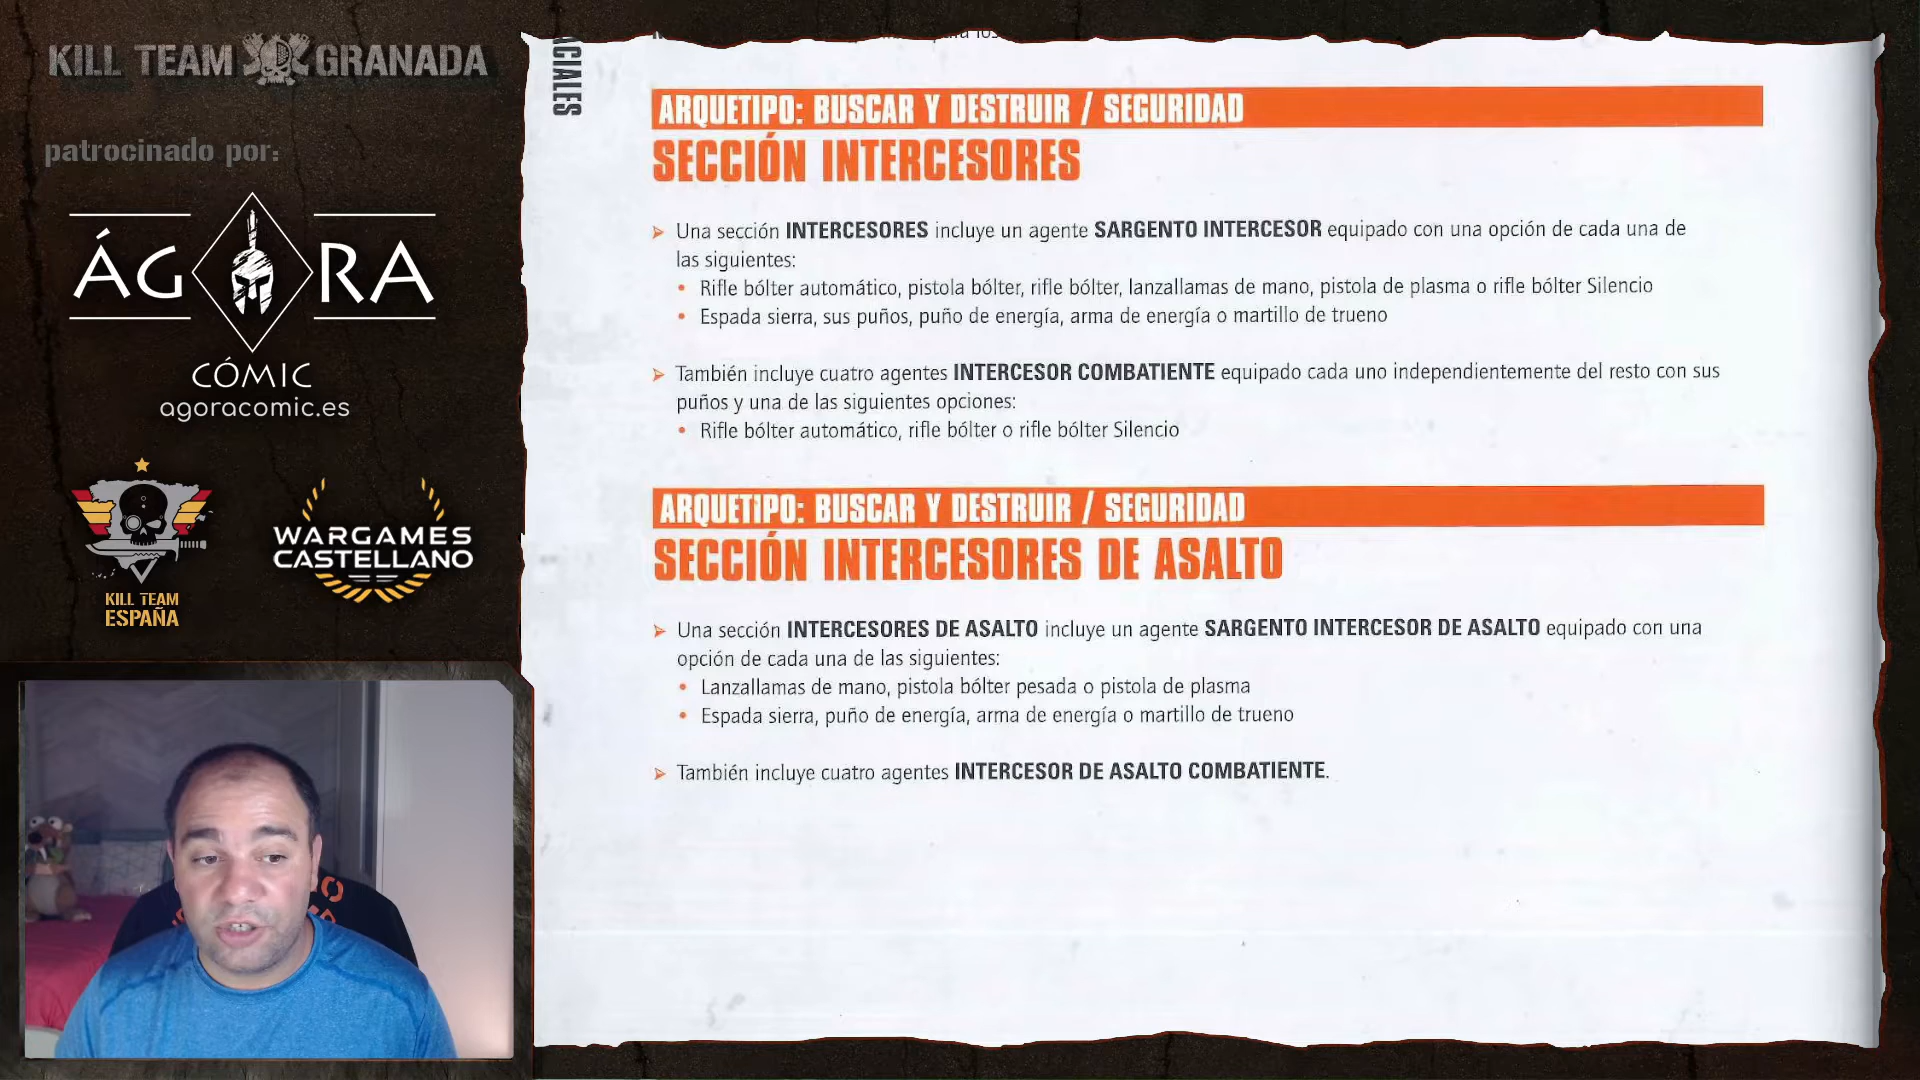 KILL TEAM GRANADA
patrocinado por:
ÁGORA
CÓMIC
agoracomic.es
KILL TEAM
ESPAÑA
WARGAMES
CASTELLANO
CIALES
ARQUETIPO: BUSCAR Y DESTRUIR / SEGURIDAD
SECCIÓN INTERCESORES
Una sección INTERCESORES incluye un agente SARGENTO INTERCESOR equipado con una opción de cada una de
las siguientes:
• Rifle bólter automático, pistola bólter, rifle bólter, lanzallamas de mano, pistola de plasma o rifle bólter Silencio
• Espada sierra, sus puños, puño de energía, arma de energía o martillo de trueno
También incluye cuatro agentes INTERCESOR COMBATIENTE equipado cada uno independientemente del resto con sus
puños y una de las siguientes opciones:
• Rifle bólter automático, rifle bólter o rifle bólter Silencio
ARQUETIPO: BUSCAR Y DESTRUIR / SEGURIDAD
SECCIÓN INTERCESORES DE ASALTO
Una sección INTERCESORES DE ASALTO incluye un agente SARGENTO INTERCESOR DE ASALTO equipado con una
opción de cada una de las siguientes:
• Lanzallamas de mano, pistola bólter pesada o pistola de plasma
• Espada sierra, puño de energía, arma de energía o martillo de trueno
También incluye cuatro agentes INTERCESOR DE ASALTO COMBATIENTE.